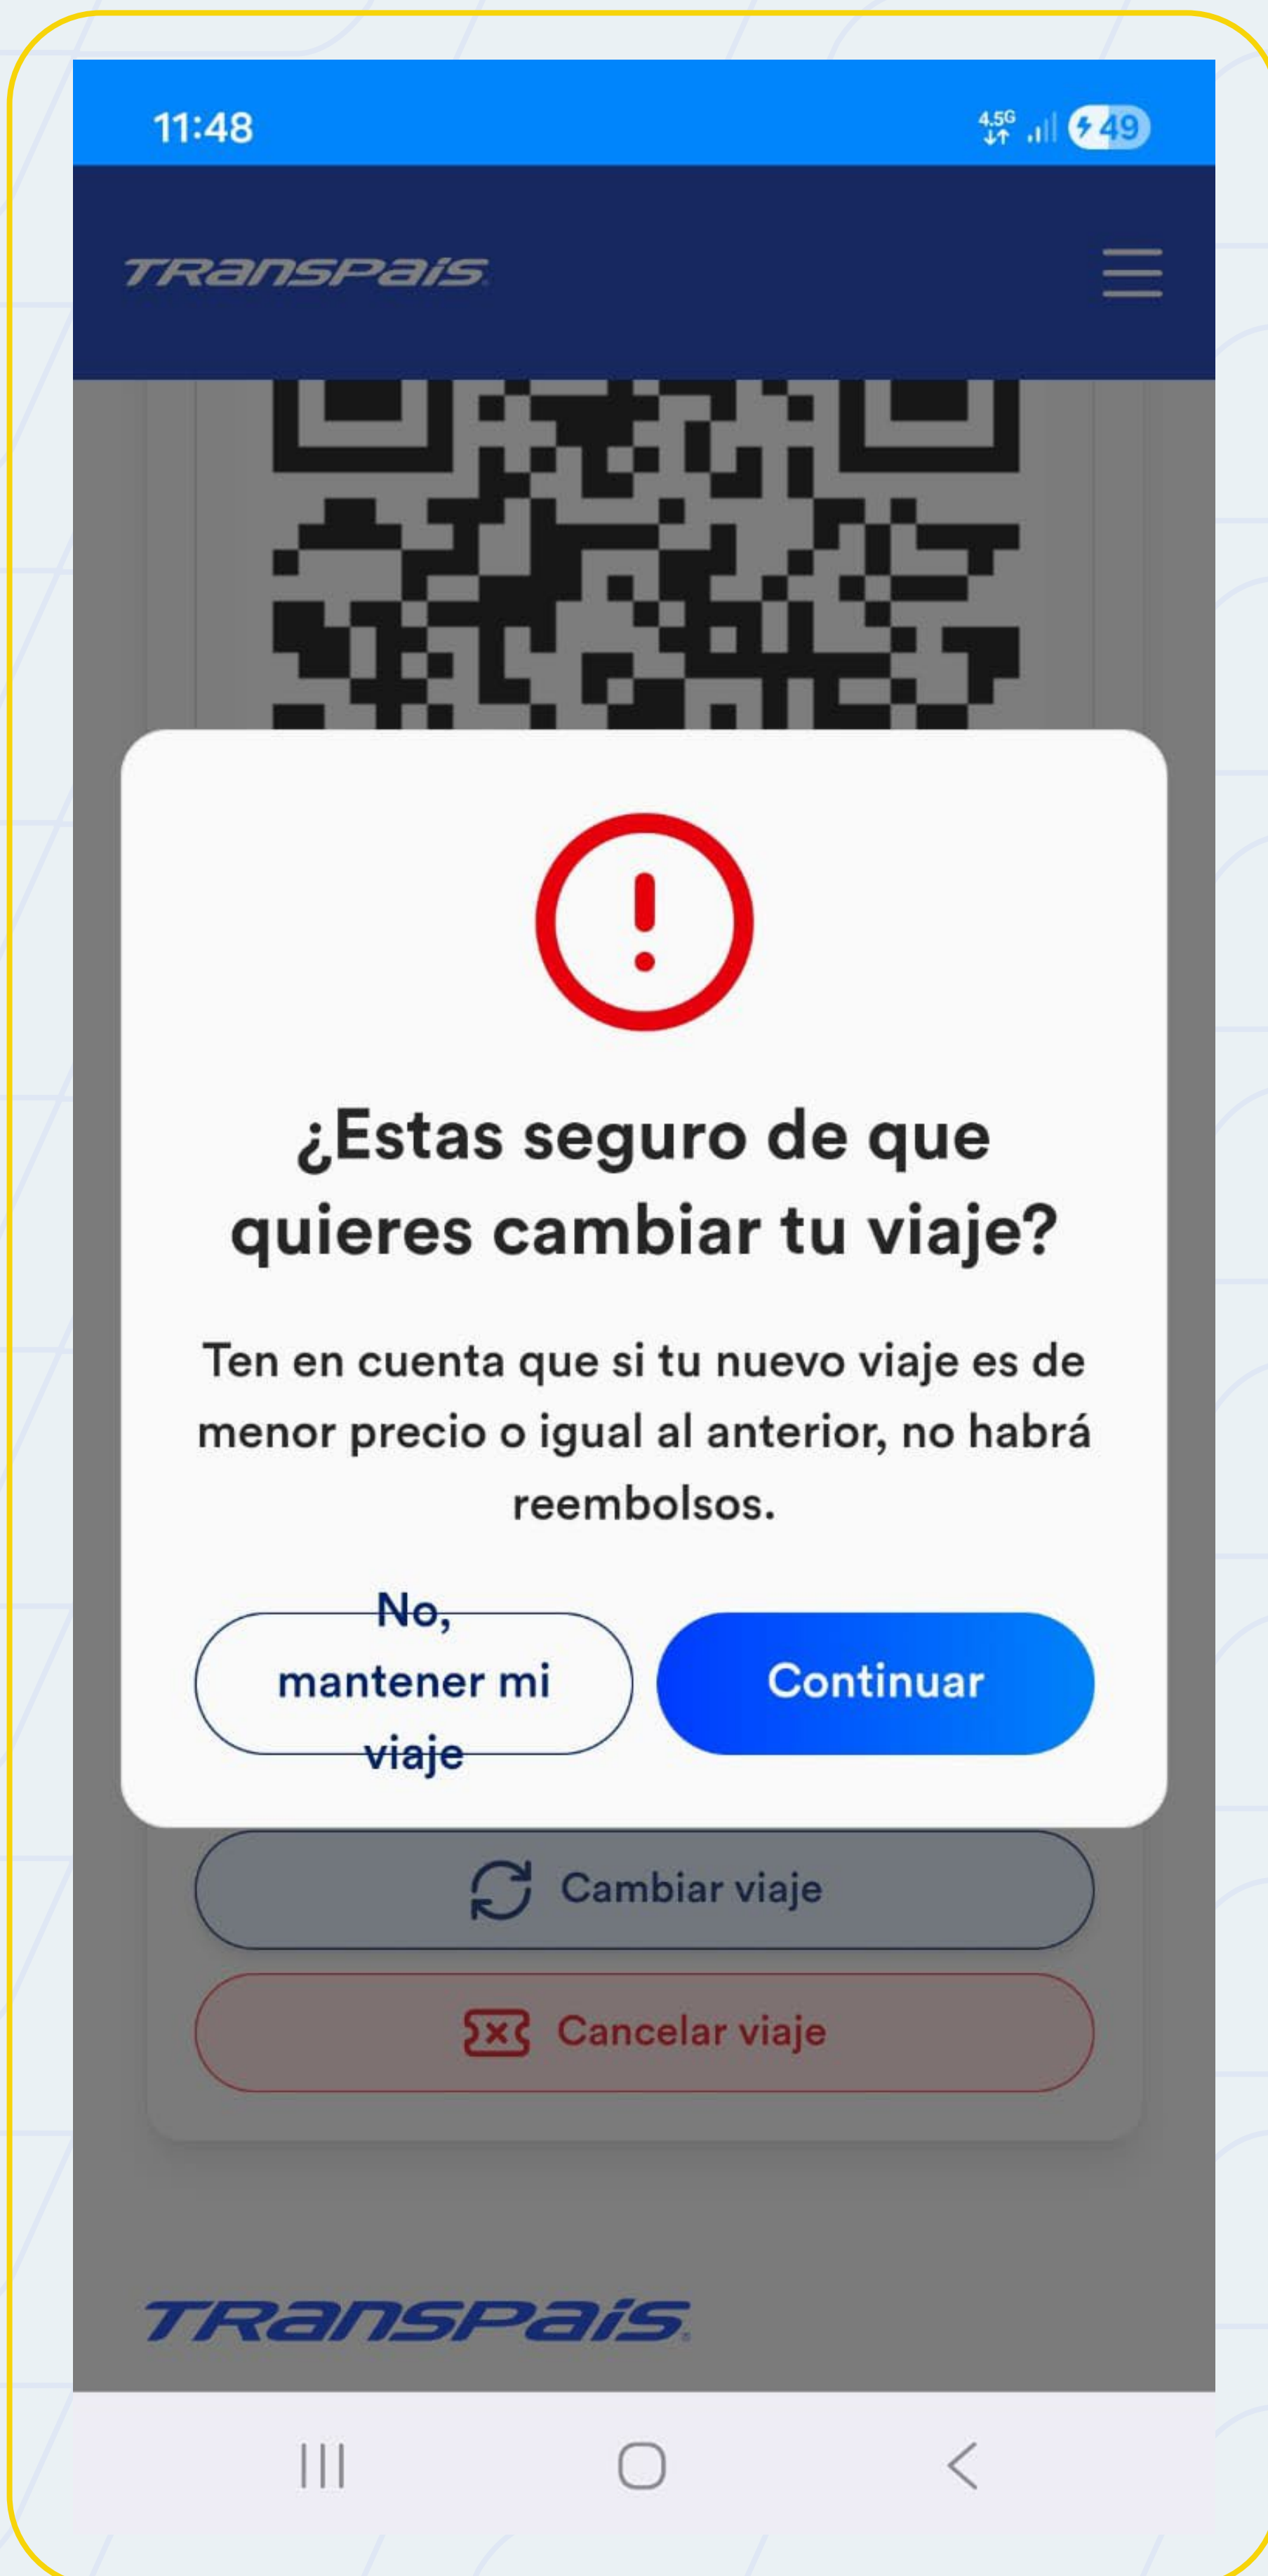 11:48
4.5G
49
TRANSPAIS
¿Estas seguro de que
quieres cambiar tu viaje?
Ten en cuenta que si tu nuevo viaje es de
menor precio o igual al anterior, no habrá
reembolsos.
No,
mantener mi
viaje
Continuar
Cambiar viaje
Cancelar viaje
TRANSPAIS